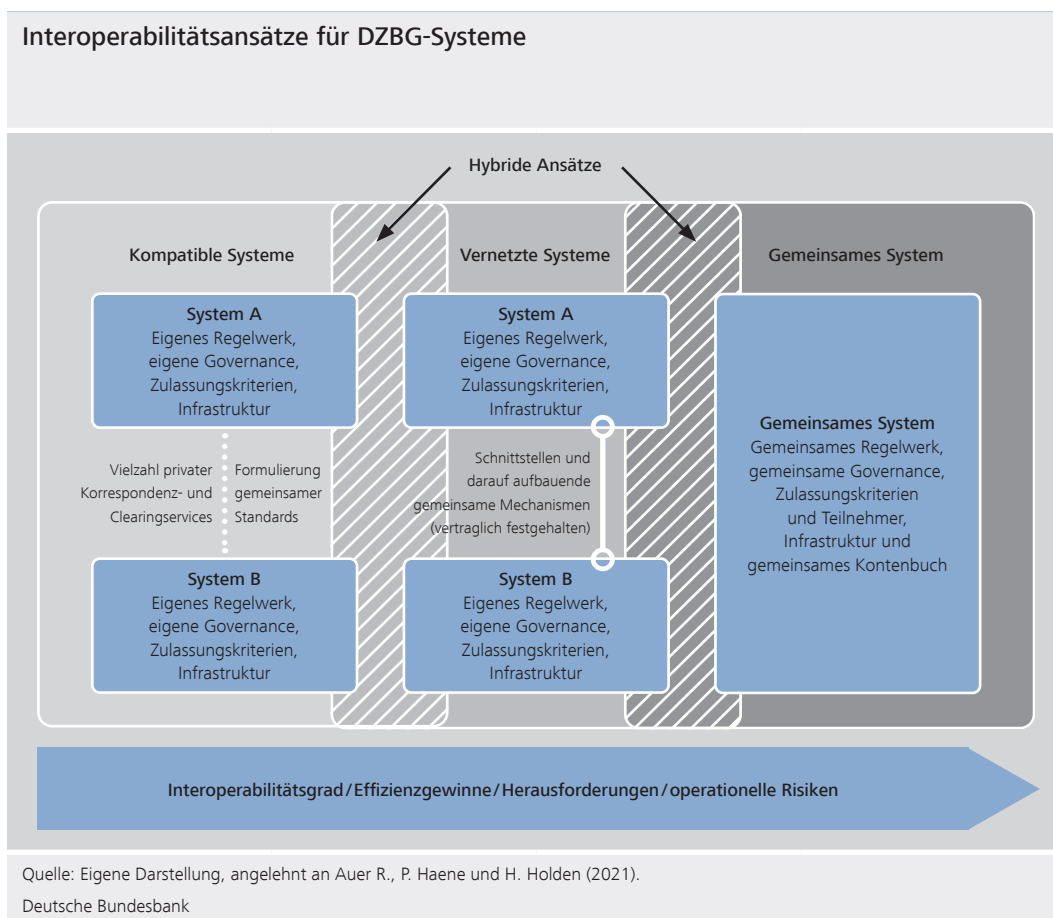 Interoperabilitätsansätze für DZBG-Systeme
Hybride Ansätze
Kompatible Systeme
System A
Eigenes Regelwerk,
eigene Governance,
Zulassungskriterien,
Infrastruktur
Vielzahl privater
Korrespondenz- und
Clearingservices
Formulierung
gemeinsamer
Standards
System B
Eigenes Regelwerk,
eigene Governance,
Zulassungskriterien,
Infrastruktur
Vernetzte Systeme
System A
Eigenes Regelwerk,
eigene Governance,
Zulassungskriterien,
Infrastruktur
Schnittstellen und
darauf aufbauende
gemeinsame Mechanismen
(vertraglich festgehalten)
System B
Eigenes Regelwerk,
eigene Governance,
Zulassungskriterien,
Infrastruktur
Gemeinsames System
Gemeinsames System
Gemeinsames Regelwerk,
gemeinsame Governance,
Zulassungskriterien
und Teilnehmer,
Infrastruktur und
gemeinsames Kontenbuch
Interoperabilitätsgrad/Effizienzgewinne/Herausforderungen/operationelle Risiken
Quelle: Eigene Darstellung, angelehnt an Auer R., P. Haene und H. Holden (2021).
Deutsche Bundesbank